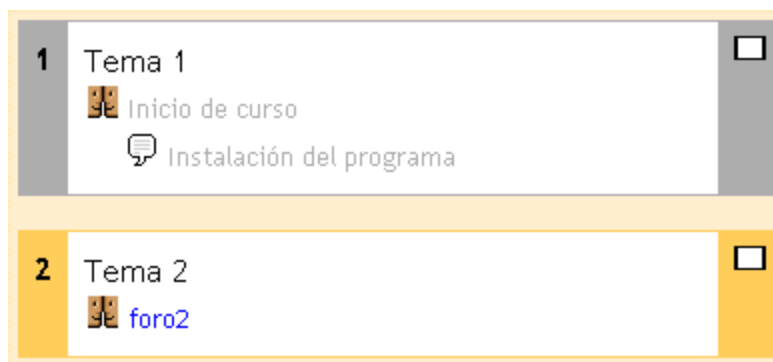 1 Tema 1
Inicio de curso
Instalación del programa
2 Tema 2
foro2